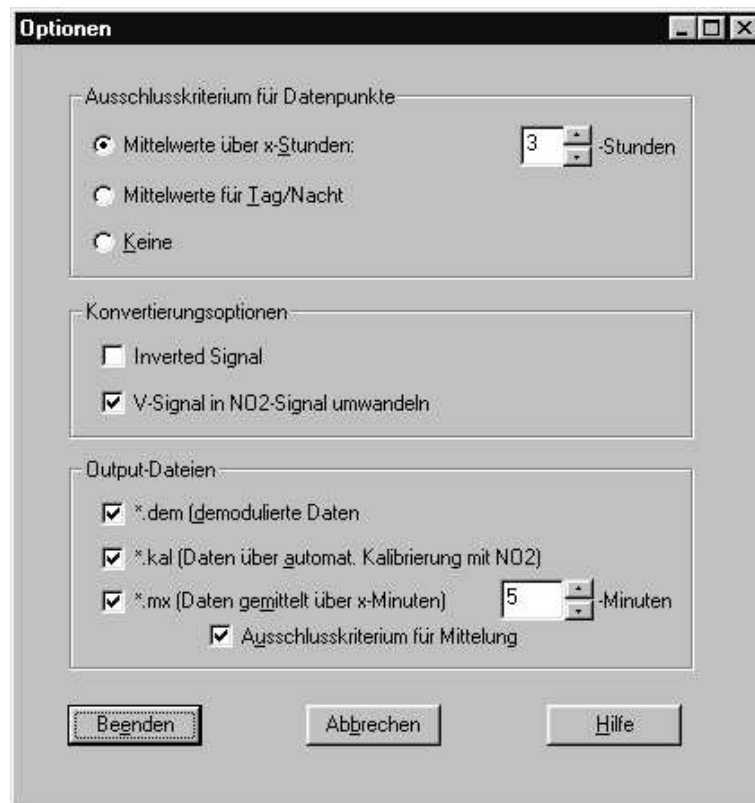 Optionen
Ausschlusskriterium für Datenpunkte
Mittelwerte über x-Stunden: 3 -Stunden
Mittelwerte für Tag/Nacht
Keine
Konvertierungsoptionen
Inverted Signal
V-Signal in NO2-Signal umwandeln
Output-Dateien
*.dem (demodulierte Daten
*.kal (Daten über automat. Kalibrierung mit NO2)
*.mx (Daten gemittelt über x-Minuten) 5 -Minuten
Ausschlusskriterium für Mittelung
Beenden Abbrechen Hilfe